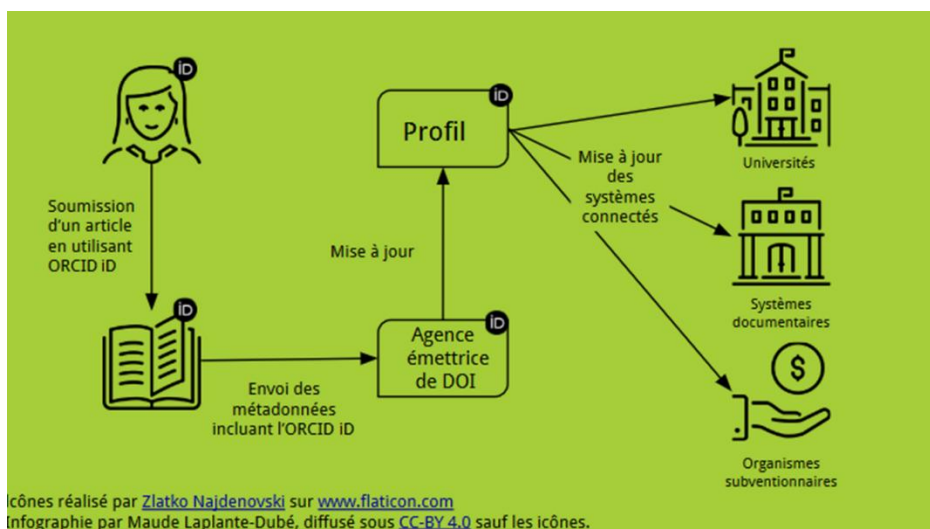 iD
Soumission
d'un article
en utilisant
ORCID iD
iD
Envoi des
métadonnées
incluant l'ORCID iD
iD
Agence
émettrice
de DOI
Mise à jour
iD
Profil
Mise à jour
des
systèmes
connectés
Universités
Systèmes
documentaires
$
Organismes
subventionnaires
Icônes réalisé par Zlatko Najdenovski sur www.flaticon.com
Infographie par Maude Laplante-Dubé, diffusé sous CC-BY 4.0 sauf les icônes.